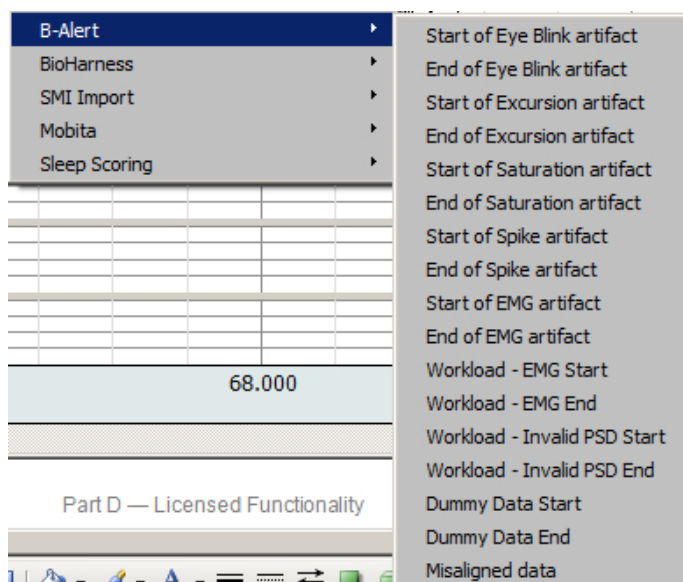 B-Alert
BioHarness
SMI Import
Mobita
Sleep Scoring
Start of Eye Blink artifact
End of Eye Blink artifact
Start of Excursion artifact
End of Excursion artifact
Start of Saturation artifact
End of Saturation artifact
Start of Spike artifact
End of Spike artifact
Start of EMG artifact
End of EMG artifact
Workload - EMG Start
Workload - EMG End
Workload - Invalid PSD Start
Workload - Invalid PSD End
Dummy Data Start
Dummy Data End
Misaligned data
68.000
Part D — Licensed Functionality
A